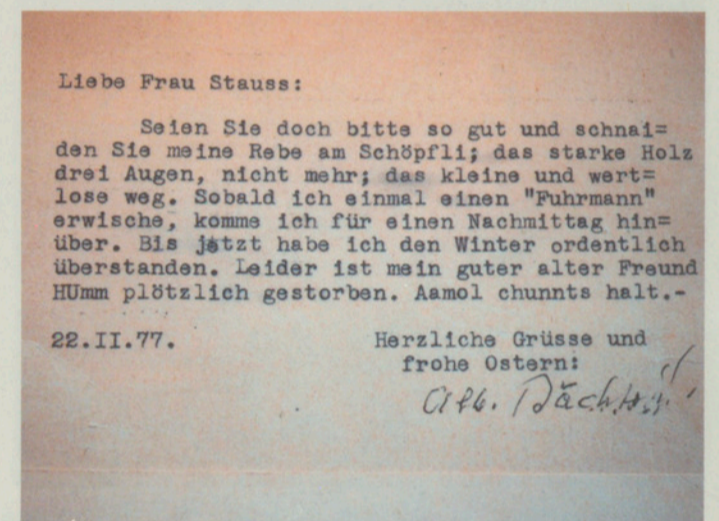 Liebe Frau Stauss:
Seien Sie doch bitte so gut und schnai=
den Sie meine Rebe am Schöpfli; das starke Holz
drei Augen, nicht mehr; das kleine und wert=
lose weg. Sobald ich einmal einen "Fuhrmann"
erwische, komme ich für einen Nachmittag hin=
über. Bis jetzt habe ich den Winter ordentlich
überstanden. Leider ist mein guter alter Freund
HUmm plötzlich gestorben. Aamol chunnts halt.-
22.II.77. Herzliche Grüsse und
frohe Ostern:
Alb. Bächtold